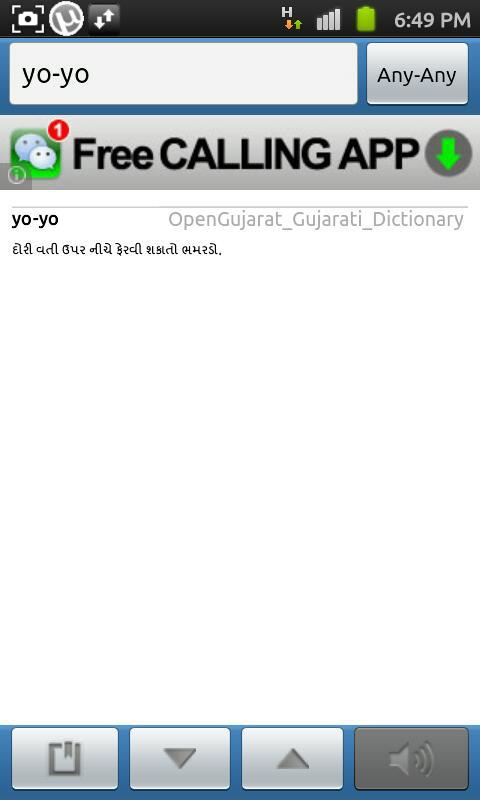 H
6:49 PM
yo-yo
Any-Any
1
Free CALLING APP
yo-yo
OpenGujarat_Gujarati_Dictionary
દોરી વતી ઉપર નીચે ફેરવી શકાતો ભમરડો.